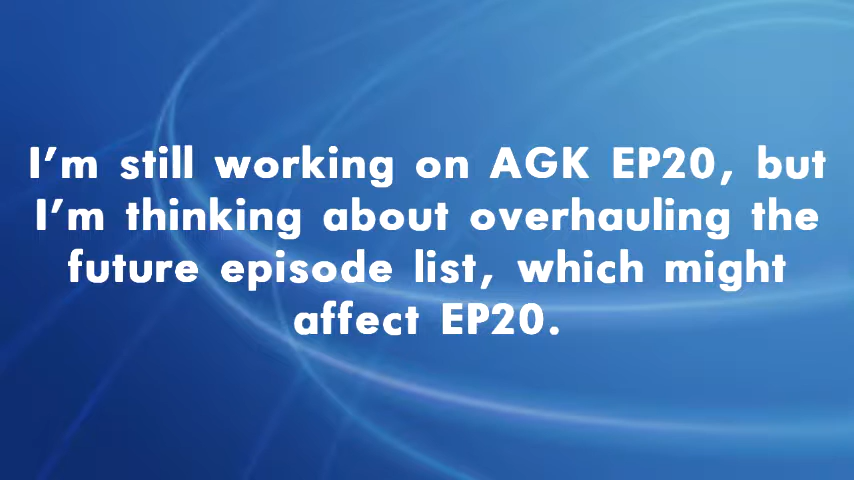 I'm still working on AGK EP20, but
I'm thinking about overhauling the
future episode list, which might
affect EP20.